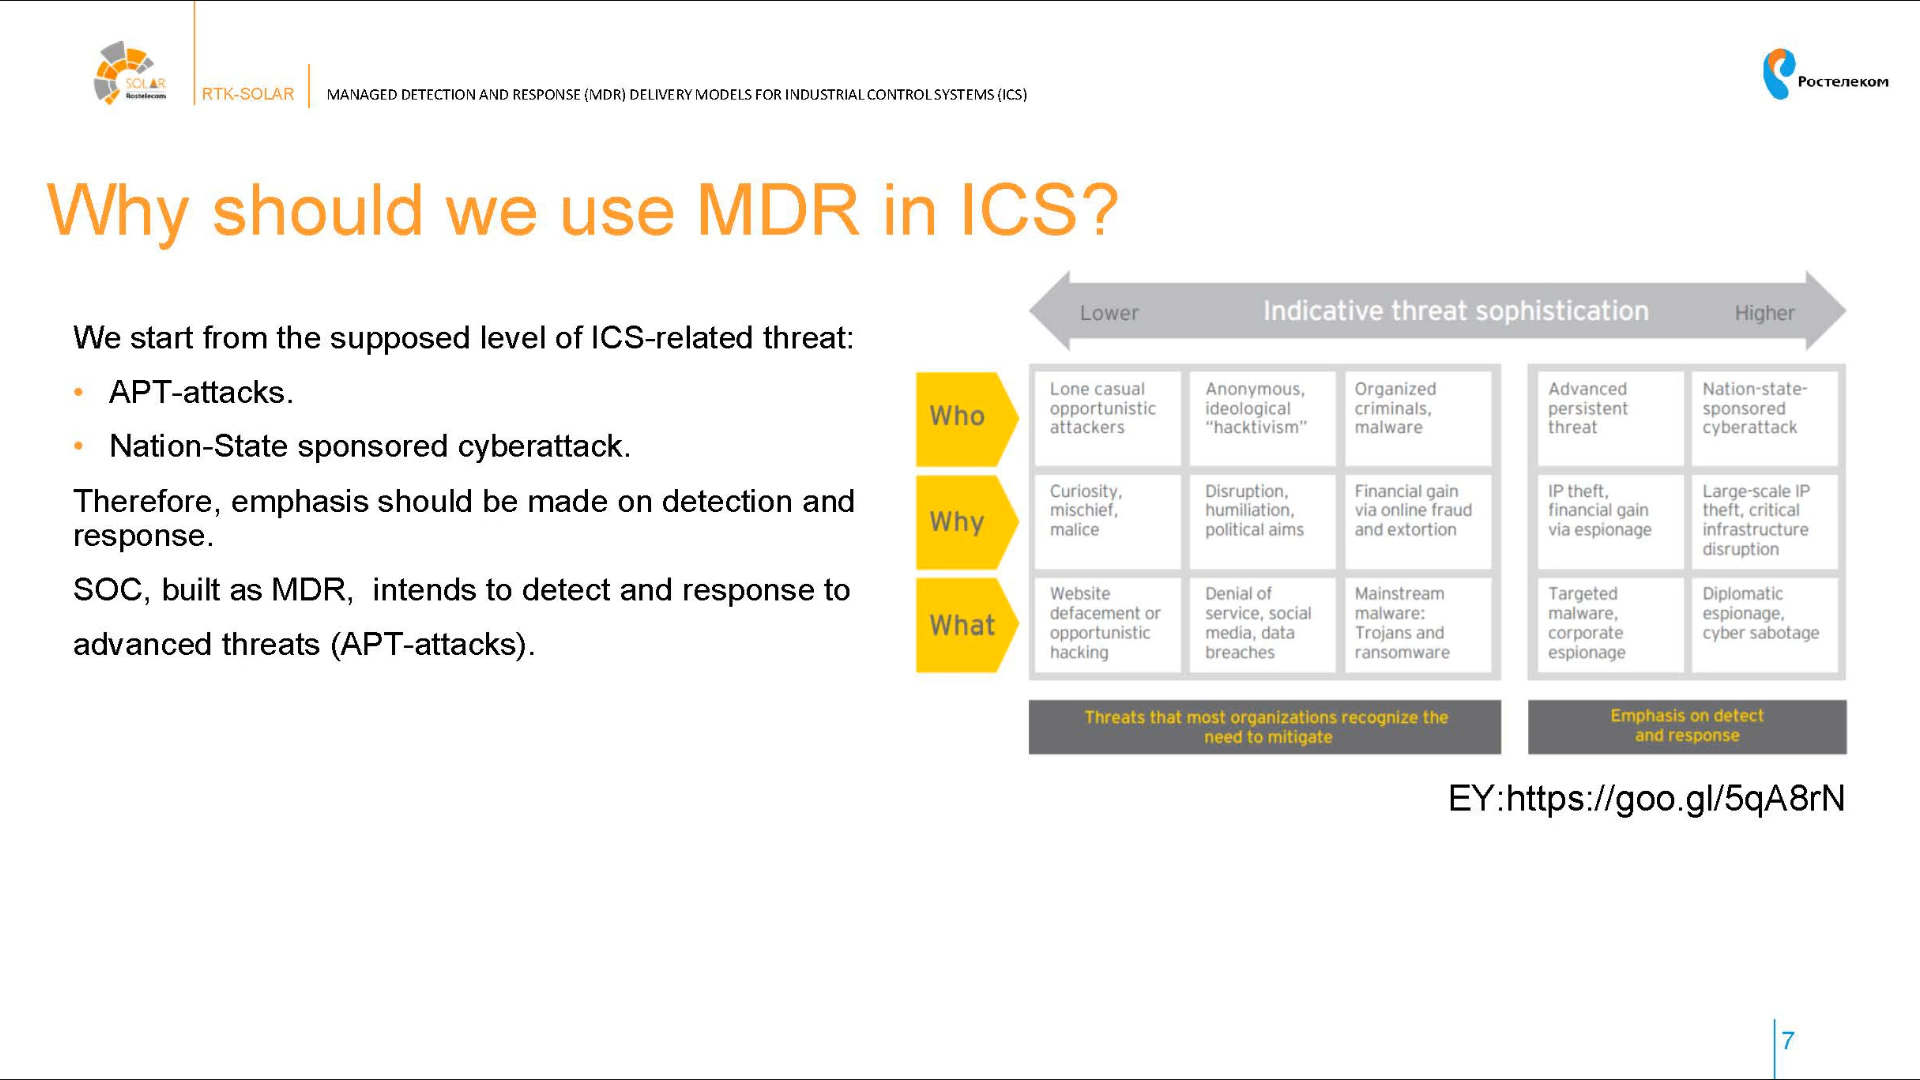 SOLAR
Rostelecom
RTK-SOLAR
MANAGED DETECTION AND RESPONSE (MDR) DELIVERY MODELS FOR INDUSTRIAL CONTROL SYSTEMS (ICS)
Ростелеком
Why should we use MDR in ICS?
We start from the supposed level of ICS-related threat:
• APT-attacks.
• Nation-State sponsored cyberattack.
Therefore, emphasis should be made on detection and
response.
SOC, built as MDR, intends to detect and response to
advanced threats (APT-attacks).
Lower
Indicative threat sophistication
Higher
Who
Lone casual
opportunistic
attackers
Anonymous,
ideological
“hacktivism”
Organized
criminals,
malware
Advanced
persistent
threat
Nation-state-
sponsored
cyberattack
Why
Curiosity,
mischief,
malice
Disruption,
humiliation,
political aims
Financial gain
via online fraud
and extortion
IP theft,
financial gain
via espionage
Large-scale IP
theft, critical
infrastructure
disruption
What
Website
defacement or
opportunistic
hacking
Denial of
service, social
media, data
breaches
Mainstream
malware:
Trojans and
ransomware
Targeted
malware,
corporate
espionage
Diplomatic
espionage,
cyber sabotage
Threats that most organizations recognize the
need to mitigate
Emphasis on detect
and response
EY:https://goo.gl/5qA8rN
7